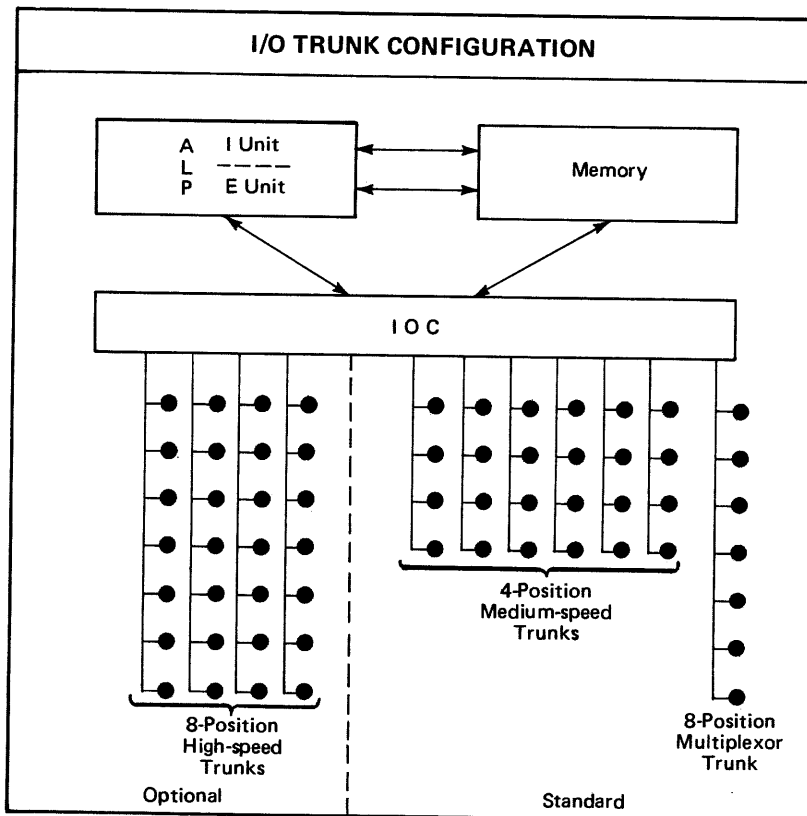 I/O TRUNK CONFIGURATION
A I Unit
L
P E Unit
Memory
I O C
4-Position
Medium-speed
Trunks
8-Position
High-speed
Trunks
8-Position
Multiplexor
Trunk
Optional
Standard